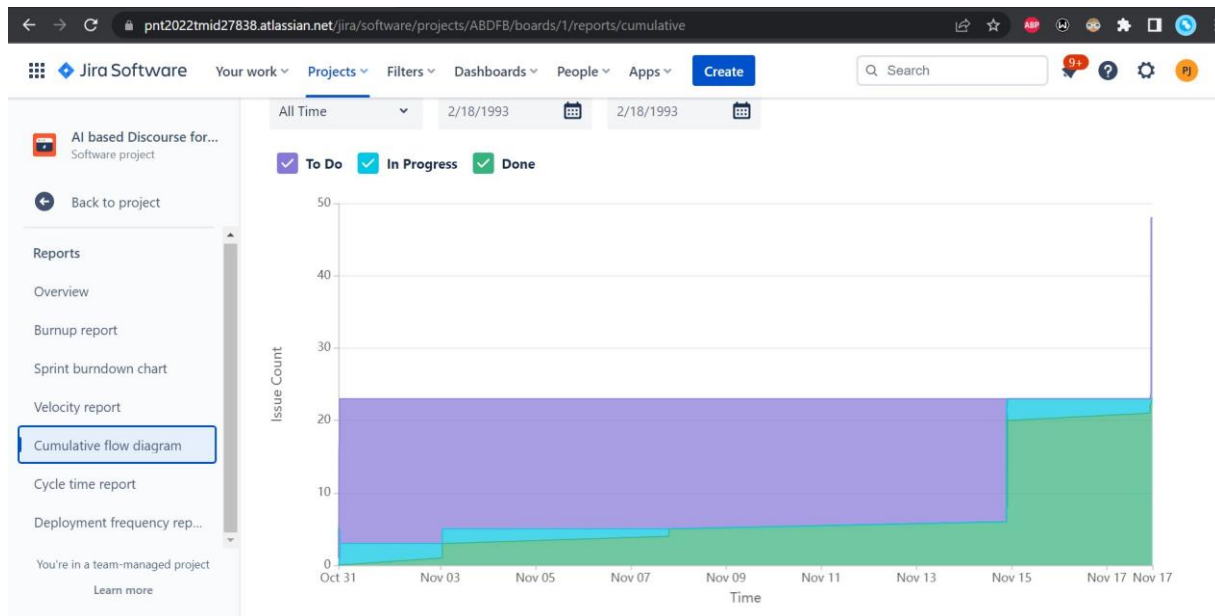 pnt2022tmid27838.atlassian.net/jira/software/projects/ABDFB/boards/1/reports/cumulative
ABP
Jira Software Your work Projects Filters Dashboards People Apps Create Search 9+ PJ
All Time 2/18/1993 2/18/1993
AI based Discourse for...
Software project
To Do In Progress Done
Back to project
Reports
Overview
Burnup report
Sprint burndown chart
Velocity report
Cumulative flow diagram
Cycle time report
Deployment frequency rep...
You're in a team-managed project
Learn more
Issue Count
50
40
30
20
10
0
Oct 31 Nov 03 Nov 05 Nov 07 Nov 09 Nov 11 Nov 13 Nov 15 Nov 17 Nov 17
Time